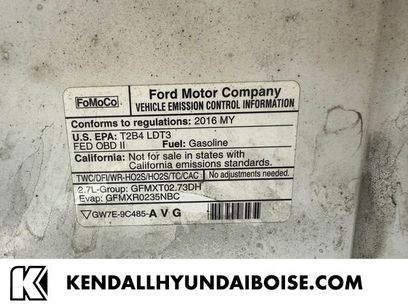 FoMoCo
Ford Motor Company
VEHICLE EMISSION CONTROL INFORMATION
Conforms to regulations: 2016 MY
U.S. EPA: T2B4 LDT3
FED OBD II Fuel: Gasoline
California: Not for sale in states with
California emissions standards.
TWC/DFI/WR-HO2S/HO2S/TC/CAC
No adjustments needed.
2.7L-Group: GFMXT02.73DH
Evap: GFMXR0235NBC
GW7E-9C485-AVG
KENDALLHYUNDAIBOISE.COM